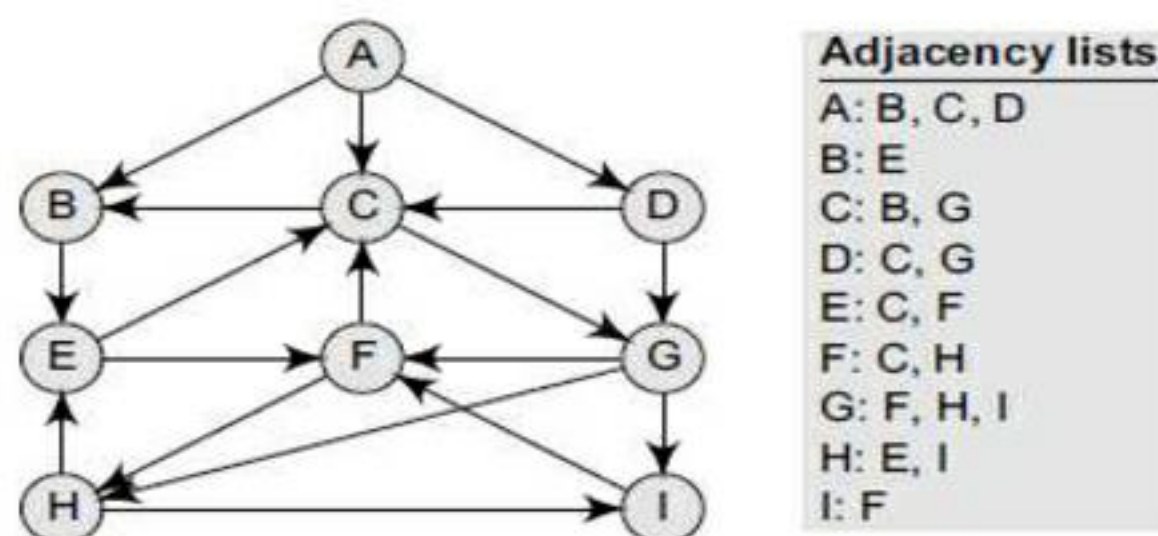 A
B C D
E F G
H I
Adjacency lists
A: B, C, D
B: E
C: B, G
D: C, G
E: C, F
F: C, H
G: F, H, I
H: E, I
I: F